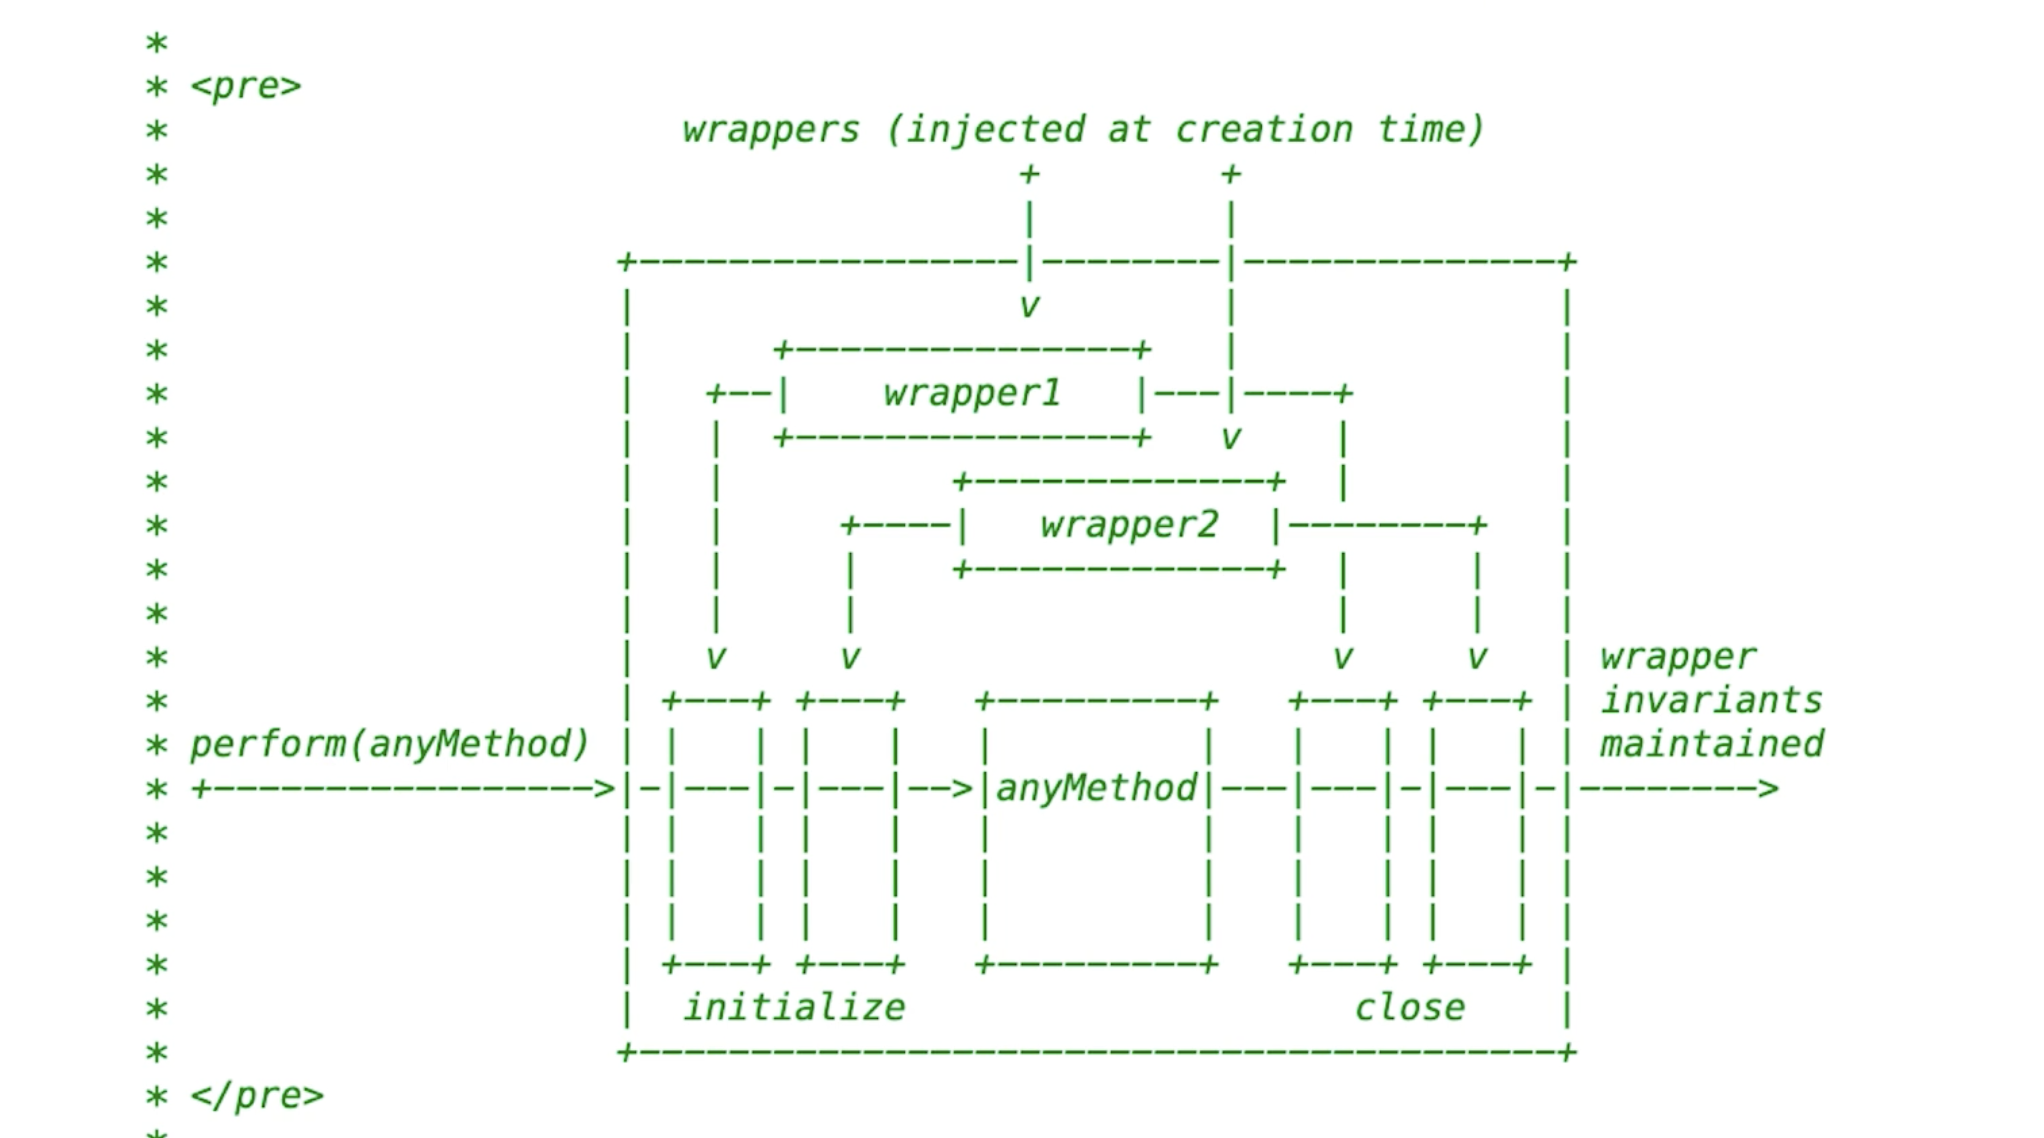 *
* <pre>
*                       wrappers (injected at creation time)
*                                      +        +
*                                      |        |
*                    +-----------------|--------|--------------+
*                    |                 v        |              |
*                    |      +---------------+   |              |
*                    |   +--|    wrapper1   |---|----+         |
*                    |   |  +---------------+   v    |         |
*                    |   |          +-------------+  |         |
*                    |   |     +----|   wrapper2  |--------+   |
*                    |   |     |    +-------------+  |     |   |
*                    |   |     |                     |     |   |
*                    |   v     v                     v     v   | wrapper
*                    | +---+ +---+   +---------+   +---+ +---+ | invariants
* perform(anyMethod) | |   | |   |   |         |   |   | |   | | maintained
* +----------------->|-|---|-|---|-->|anyMethod|---|---|-|---|-|-------->
*                    | |   | |   |   |         |   |   | |   | |
*                    | |   | |   |   |         |   |   | |   | |
*                    | |   | |   |   |         |   |   | |   | |
*                    | +---+ +---+   +---------+   +---+ +---+ |
*                    |  initialize                    close    |
*                    +-----------------------------------------+
* </pre>
*